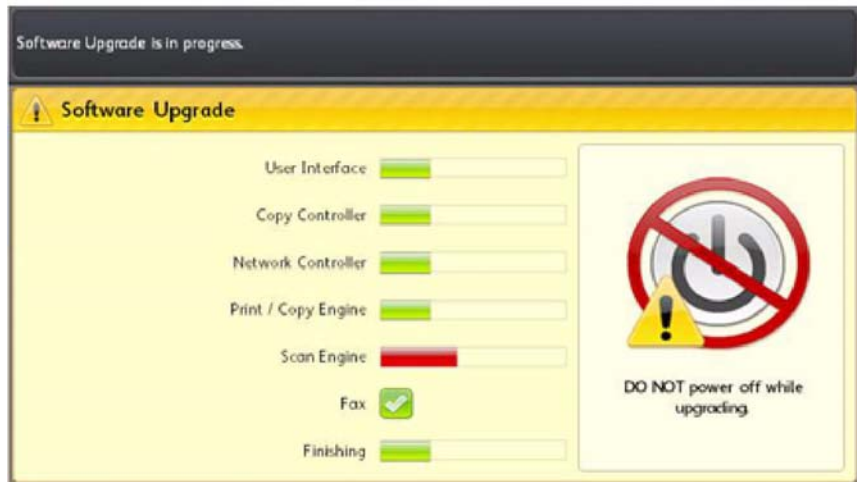 Software Upgrade is in progress.
Software Upgrade
User Interface
Copy Controller
Network Controller
Print / Copy Engine
Scan Engine
Fax
Finishing
DO NOT power off while
upgrading.